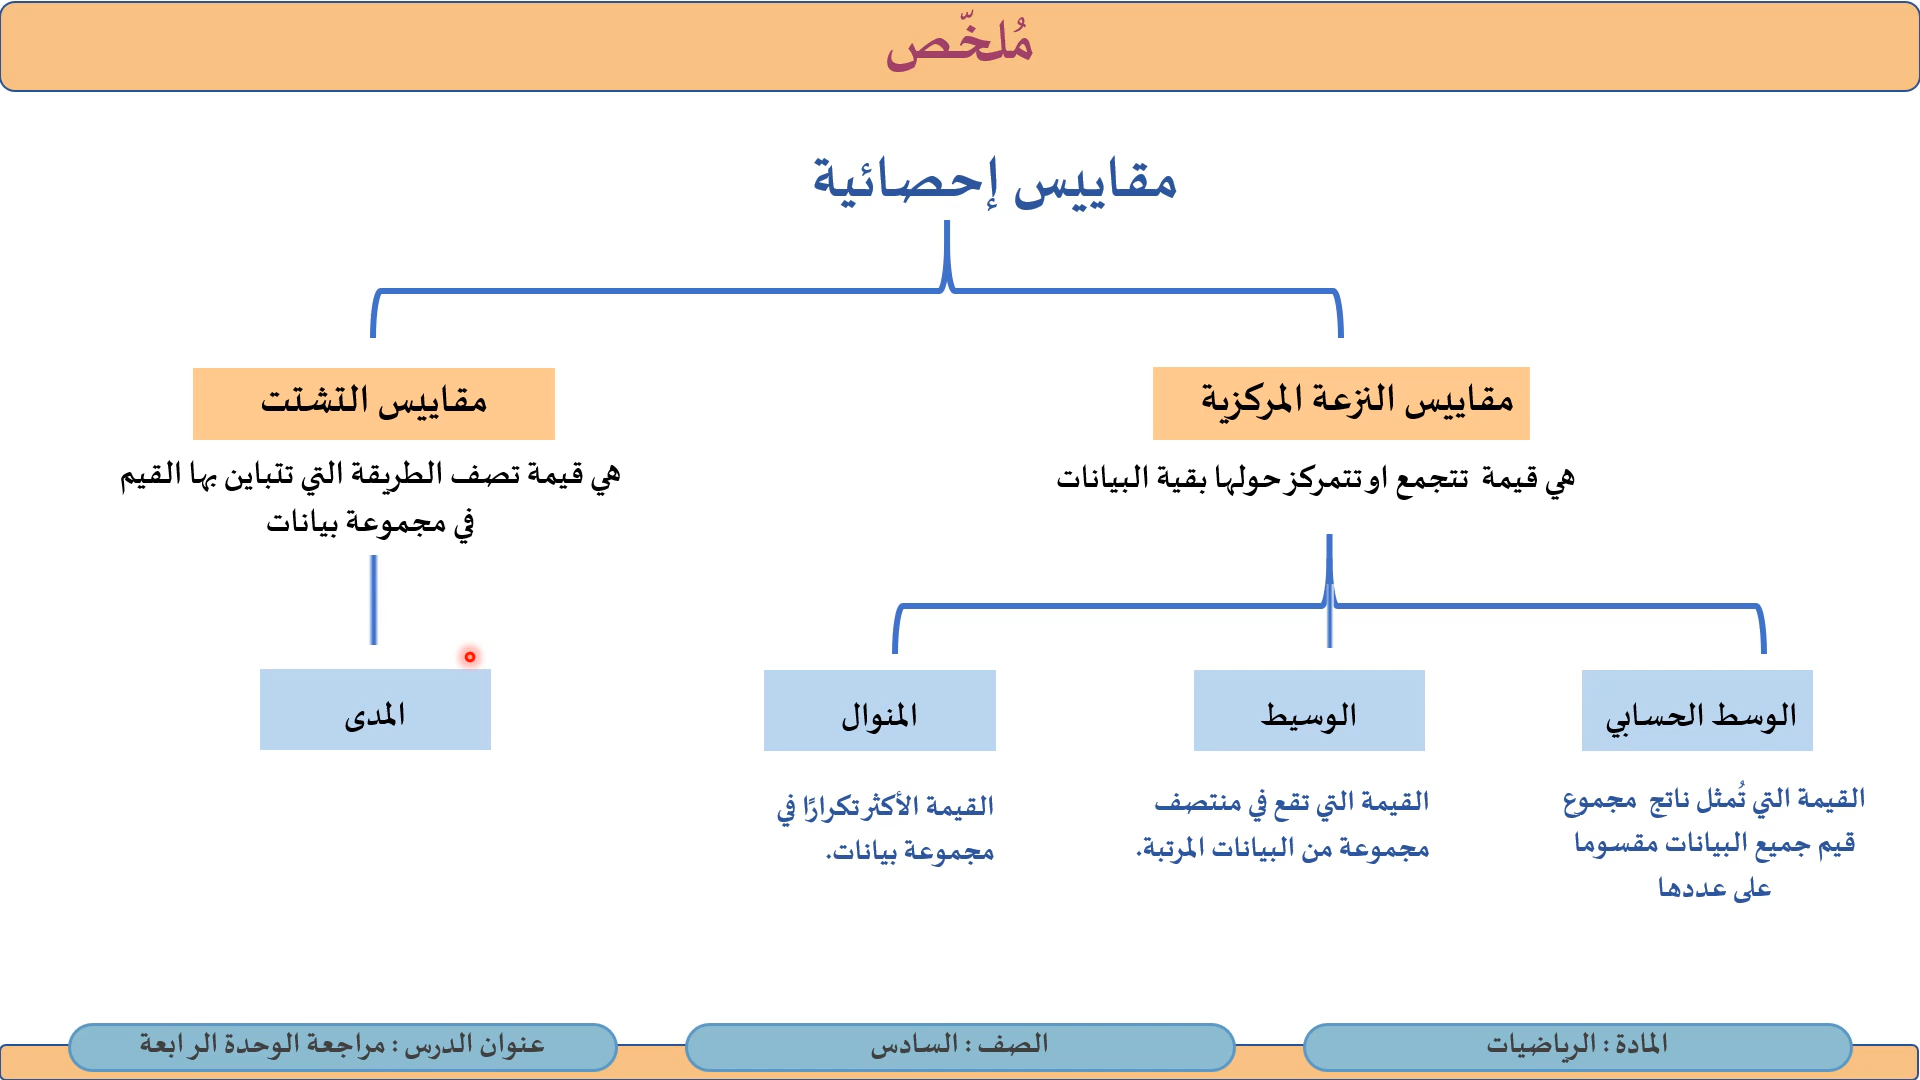 مُلخّص
مقاييس إحصائية
مقاييس النزعة المركزية
هي قيمة تتجمع او تتمركز حولها بقية البيانات
مقاييس التشتت
هي قيمة تصف الطريقة التي تتباين بها القيم
في مجموعة بيانات
الوسط الحسابي
القيمة التي تُمثل ناتج مجموع
قيم جميع البيانات مقسوما
على عددها
الوسيط
القيمة التي تقع في منتصف
مجموعة من البيانات المرتبة.
المنوال
القيمة الأكثر تكرارًا في
مجموعة بيانات.
المدى
المادة : الرياضيات
الصف : السادس
عنوان الدرس : مراجعة الوحدة الرابعة